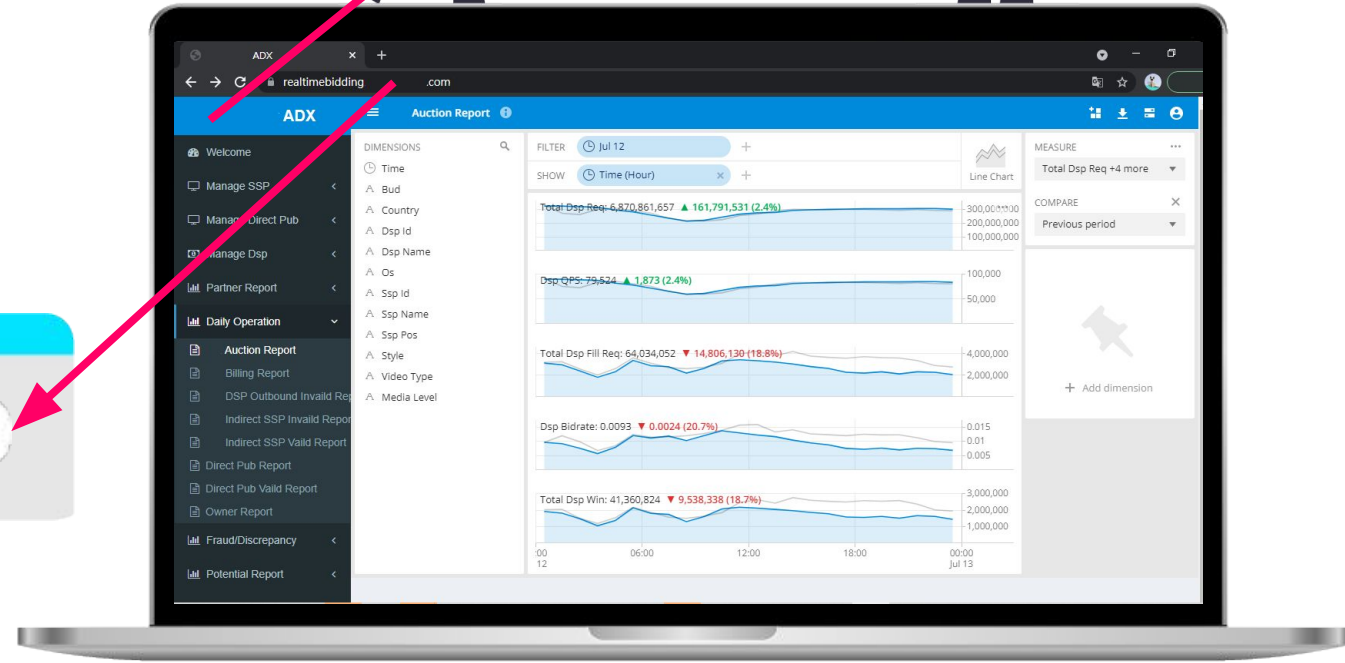 ADX
realtimebidding .com
ADX
Auction Report
Welcome
Manage SSP
Manage Direct Pub
Manage Dsp
Partner Report
Daily Operation
Auction Report
Billing Report
DSP Outbound Invaild Rep
Indirect SSP Invaild Repor
Indirect SSP Vaild Report
Direct Pub Report
Direct Pub Vaild Report
Owner Report
Fraud/Discrepancy
Potential Report
DIMENSIONS
Time
A Bud
A Country
A Dsp Id
A Dsp Name
A Os
A Ssp Id
A Ssp Name
A Ssp Pos
A Style
A Video Type
A Media Level
FILTER Jul 12 +
SHOW Time (Hour) × +
Line Chart
Total Dsp Req: 6,870,861,657 ▲ 161,791,531 (2.4%)
300,000,000
200,000,000
100,000,000
Dsp QPS: 79,524 ▲ 1,873 (2.4%)
100,000
50,000
Total Dsp Fill Req: 64,034,052 ▼ 14,806,130 (18.8%)
4,000,000
2,000,000
Dsp Bidrate: 0.0093 ▼ 0.0024 (20.7%)
0.015
0.01
0.005
Total Dsp Win: 41,360,824 ▼ 9,538,338 (18.7%)
3,000,000
2,000,000
1,000,000
:00 06:00 12:00 18:00 00:00
12 Jul 13
MEASURE
Total Dsp Req +4 more
COMPARE
Previous period
+ Add dimension